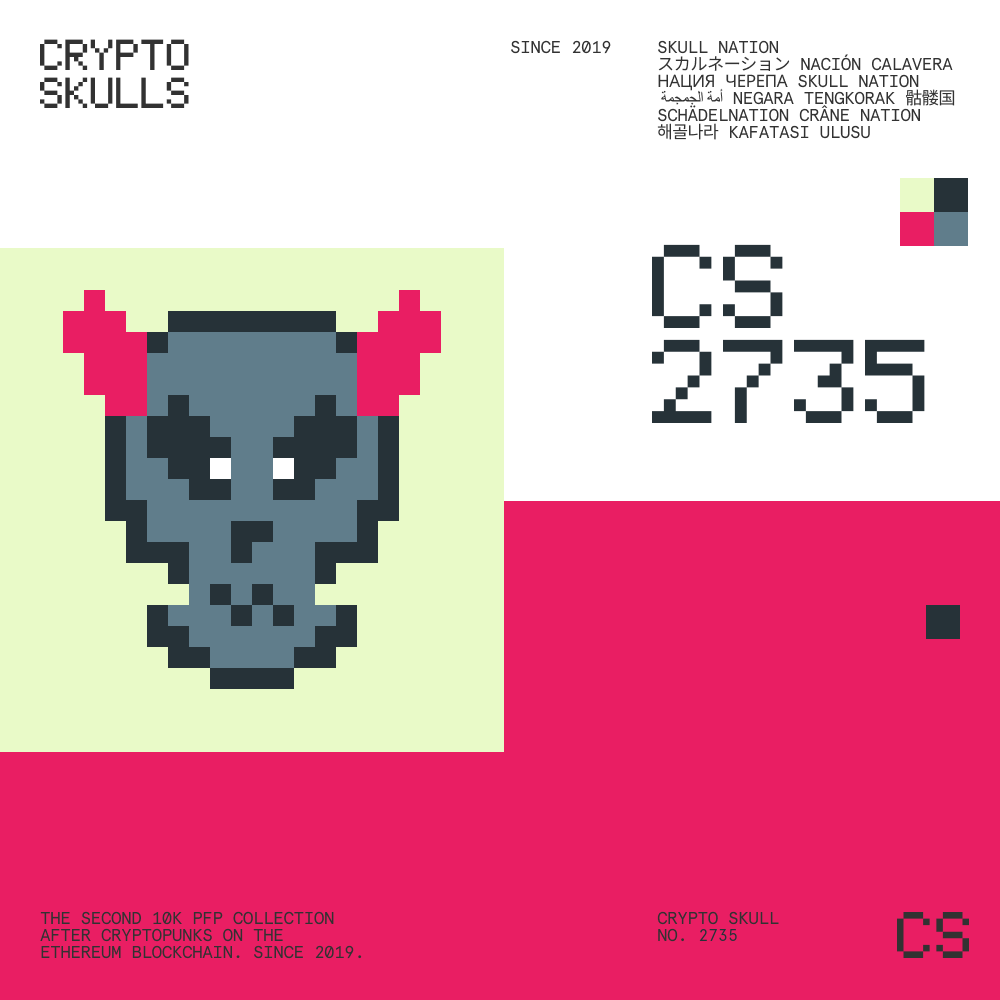 CRYPTO
SKULLS
SINCE 2019
SKULL NATION
スカルネーション NACIÓN CALAVERA
НАЦИЯ ЧЕРЕПА SKULL NATION
أمة الجمجمة NEGARA TENGKORAK 骷髅国
SCHÄDELNATION CRÂNE NATION
해골나라 KAFATASI ULUSU
CS
2735
THE SECOND 10K PFP COLLECTION
AFTER CRYPTOPUNKS ON THE
ETHEREUM BLOCKCHAIN. SINCE 2019.
CRYPTO SKULL
NO. 2735
CS